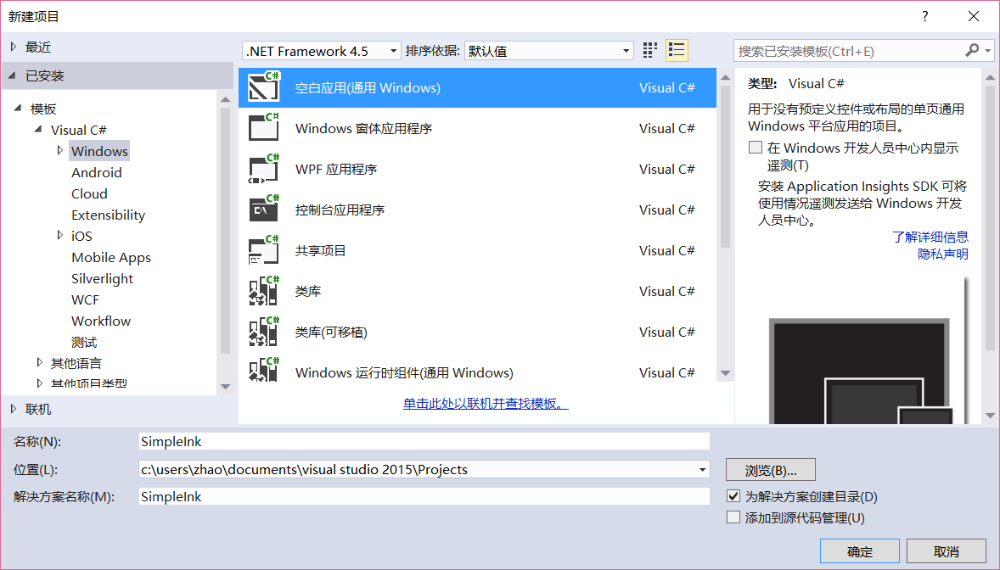 新建项目
?
最近
.NET Framework 4.5
排序依据:
默认值
搜索已安装模板(Ctrl+E)
已安装
模板
Visual C#
Windows
Android
Cloud
Extensibility
iOS
Mobile Apps
Silverlight
WCF
Workflow
测试
其他语言
其他项目类型
联机
C# 空白应用(通用 Windows) Visual C#
C# Windows 窗体应用程序 Visual C#
C# WPF 应用程序 Visual C#
C# 控制台应用程序 Visual C#
C# 共享项目 Visual C#
C# 类库 Visual C#
C# 类库(可移植) Visual C#
C# Windows 运行时组件(通用 Windows) Visual C#
单击此处以联机并查找模板。
类型: Visual C#
用于没有预定义控件或布局的单页通用
Windows 平台应用的项目。
在 Windows 开发人员中心内显示
遥测(T)
安装 Application Insights SDK 可将
使用情况遥测发送给 Windows 开发
人员中心。
了解详细信息
隐私声明
名称(N): SimpleInk
位置(L): c:\users\zhao\documents\visual studio 2015\Projects
浏览(B)...
解决方案名称(M): SimpleInk
为解决方案创建目录(D)
添加到源代码管理(U)
确定
取消